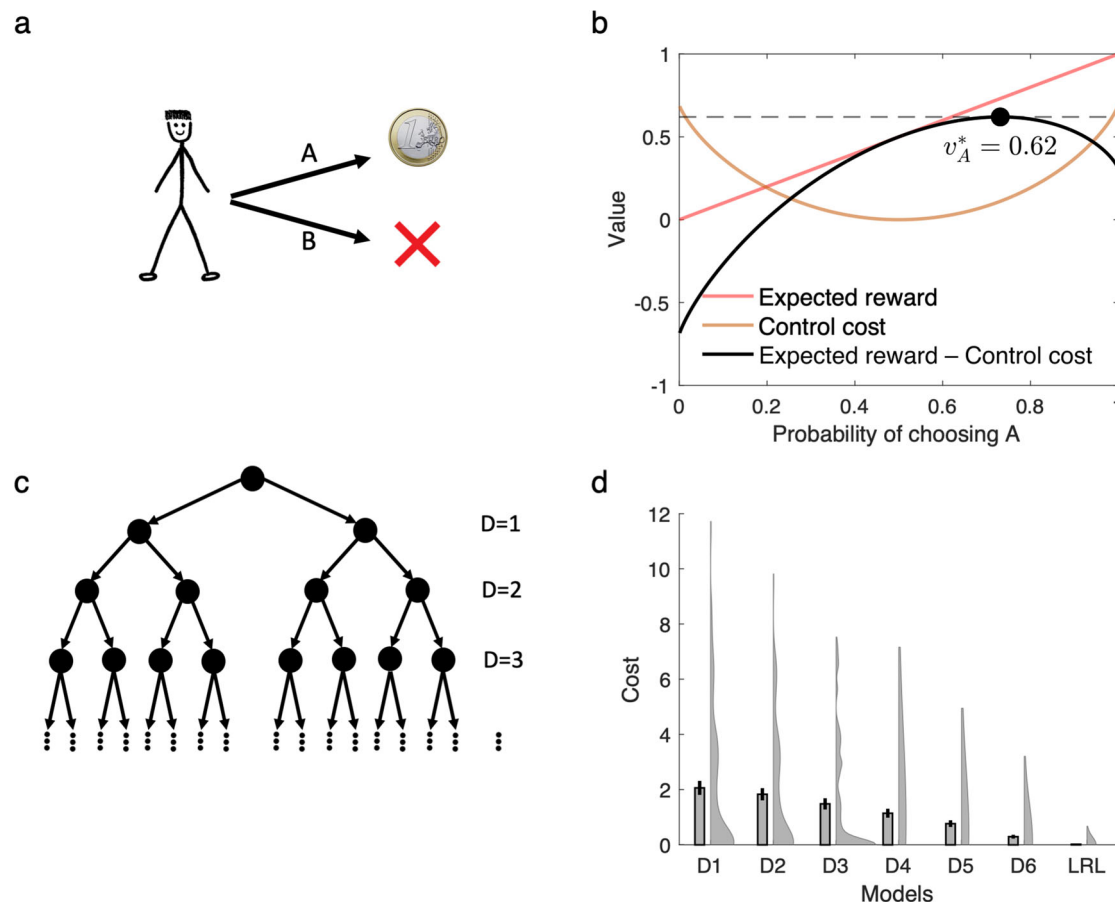 a
A
B
1
b
Value
1
0.5
0
-0.5
-1
v*A = 0.62
Expected reward
Control cost
Expected reward – Control cost
0 0.2 0.4 0.6 0.8 1
Probability of choosing A
c
D=1
D=2
D=3
d
Cost
12
10
8
6
4
2
0
D1 D2 D3 D4 D5 D6 LRL
Models